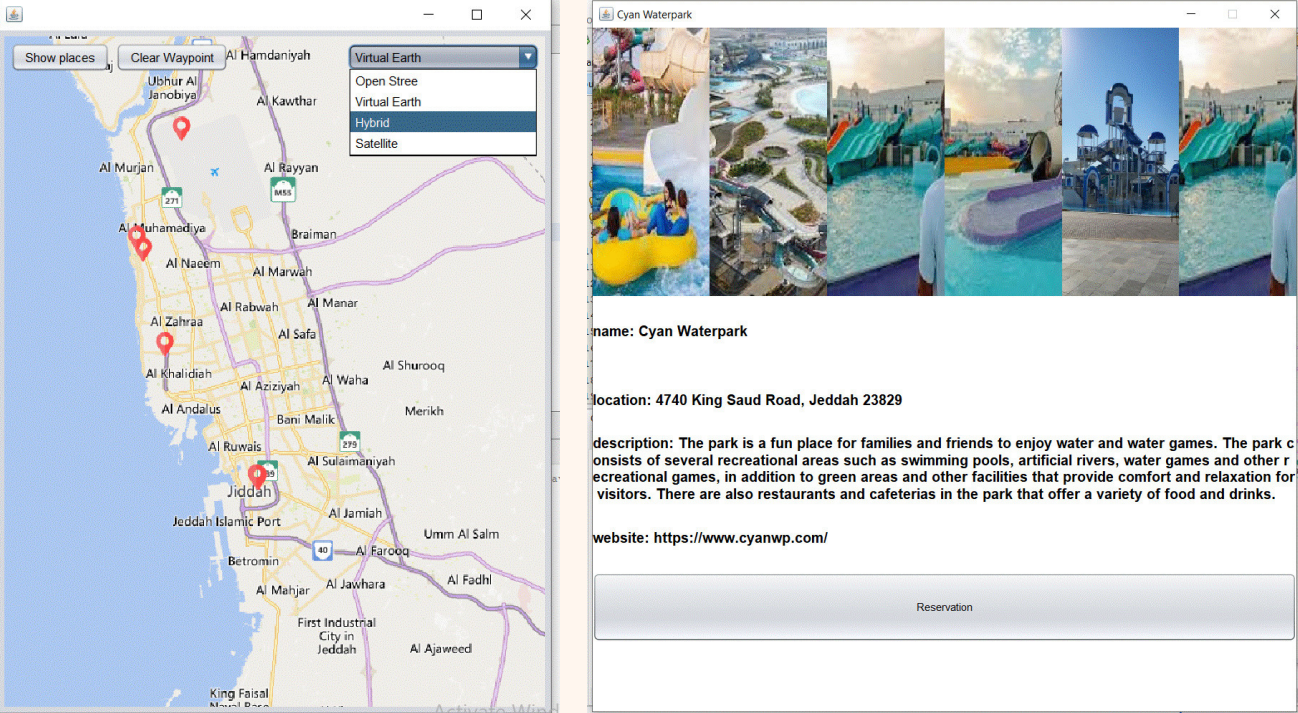 Show places
Clear Waypoint
Virtual Earth
Open Stree
Virtual Earth
Hybrid
Satellite
Al Hamdaniyah
Ubhur Al
Janobiya
Al Kawthar
Al Murjan
Al Rayyan
271
M55
Al Muhamadiya
Braiman
Al Naeem
Al Marwah
Al Rabwah
Al Manar
Al Zahraa
Al Safa
Al Shurooq
Al Khalidiah
Al Aziziyah
Al Waha
Al Andalus
Bani Malik
Merikh
Al Ruwais
279
Al Sulaimaniyah
Jiddah
Al Jamiah
Jeddah Islamic Port
Umm Al Salm
40
Al Farooq
Betromin
Al Mahjar
Al Jawhara
Al Fadhl
First Industrial
City in
Jeddah
Al Ajaweed
King Faisal
Naval Base
Activate Wind
Cyan Waterpark
name: Cyan Waterpark
location: 4740 King Saud Road, Jeddah 23829
description: The park is a fun place for families and friends to enjoy water and water games. The park c
onsists of several recreational areas such as swimming pools, artificial rivers, water games and other r
ecreational games, in addition to green areas and other facilities that provide comfort and relaxation for
visitors. There are also restaurants and cafeterias in the park that offer a variety of food and drinks.
website: https://www.cyanwp.com/
Reservation